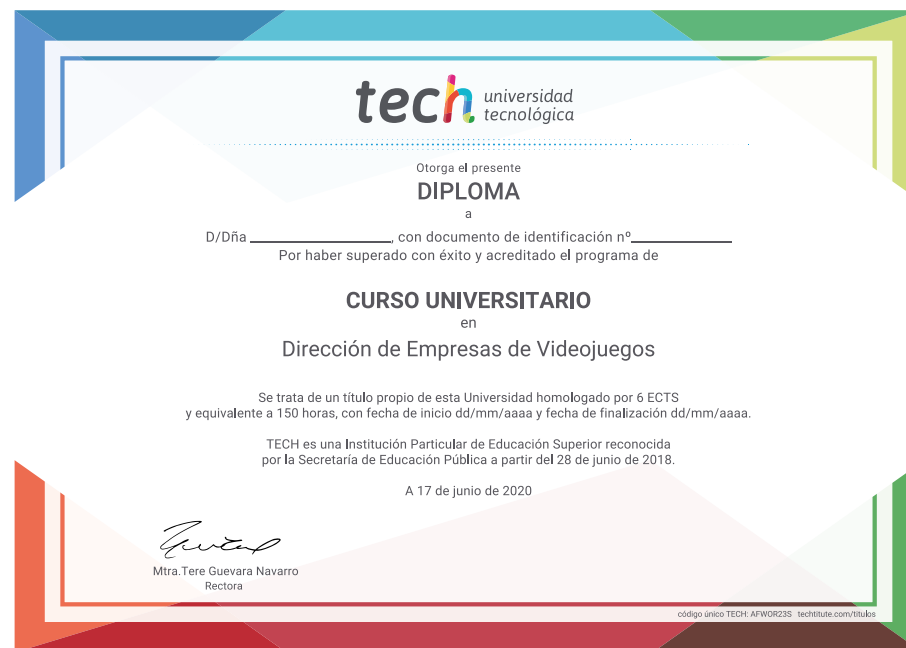 tech universidad
tecnológica
Otorga el presente
DIPLOMA
a
D/Dña ____________________, con documento de identificación nº______________
Por haber superado con éxito y acreditado el programa de
CURSO UNIVERSITARIO
en
Dirección de Empresas de Videojuegos
Se trata de un título propio de esta Universidad homologado por 6 ECTS
y equivalente a 150 horas, con fecha de inicio dd/mm/aaaa y fecha de finalización dd/mm/aaaa.
TECH es una Institución Particular de Educación Superior reconocida
por la Secretaría de Educación Pública a partir del 28 de junio de 2018.
A 17 de junio de 2020
Mtra.Tere Guevara Navarro
Rectora
código único TECH: AFWOR23S techtitute.com/titulos